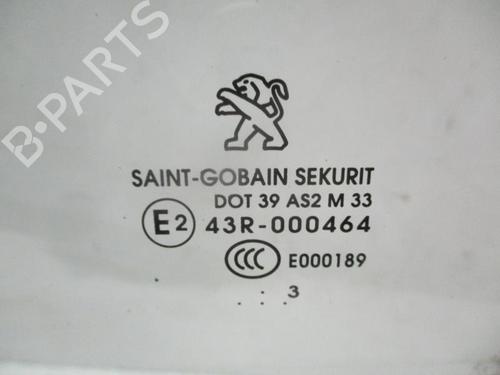 B-PARTS
SAINT-GOBAIN SEKURIT
DOT 39 AS2 M 33
E2 43R-000464
CCC E000189
. : . 3